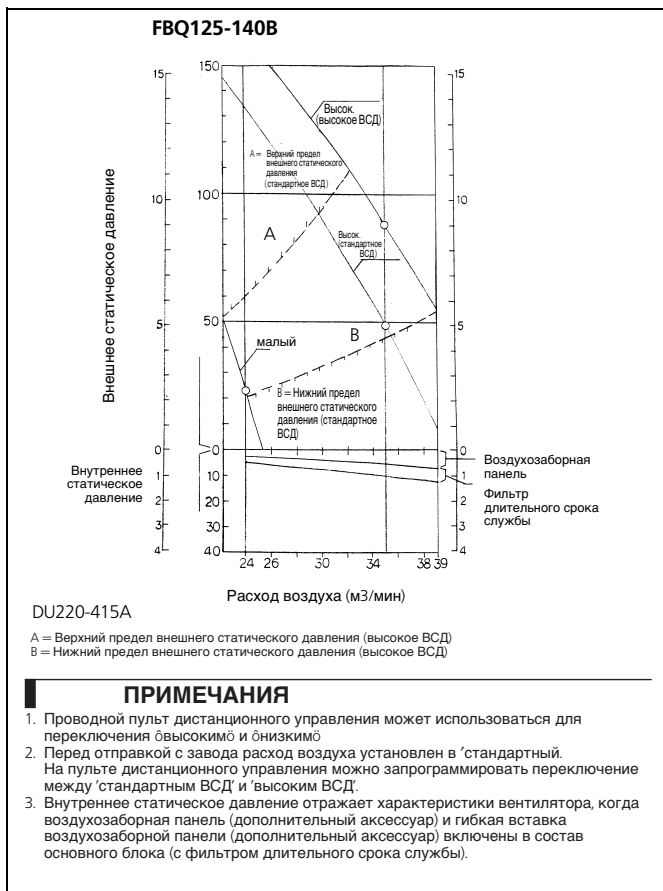 FBQ125-140B
15
150
15
Высок.
(высокое ВСД)
A = Верхний предел
внешнего статического
давления
(стандартное ВСД)
10
100
10
A
Высок.
(стандартное
ВСД)
Внешнее статическое давление
5
50
5
малый
B
B = Нижний предел
внешнего статического
давления (стандартное
ВСД)
0
0
0
0
Внутреннее
статическое
давление
1
2
3
4
10
20
30
40
1
2
3
4
Воздухозаборная
панель
Фильтр
длительного срока
службы
24 26 30 34 38 39
Расход воздуха (м3/мин)
DU220-415A
A = Верхний предел внешнего статического давления (высокое ВСД)
B = Нижний предел внешнего статического давления (высокое ВСД)
ПРИМЕЧАНИЯ
1. Проводной пульт дистанционного управления может использоваться для
переключения ôвысокимö и ônизкимö
2. Перед отправкой с завода расход воздуха установлен в ‘стандартный.
На пульте дистанционного управления можно запрограммировать переключение
между ‘стандартным ВСД’ и ‘высоким ВСД’.
3. Внутреннее статическое давление отражает характеристики вентилятора, когда
воздухозаборная панель (дополнительный аксессуар) и гибкая вставка
воздухозаборной панели (дополнительный аксессуар) включены в состав
основного блока (с фильтром длительного срока службы).